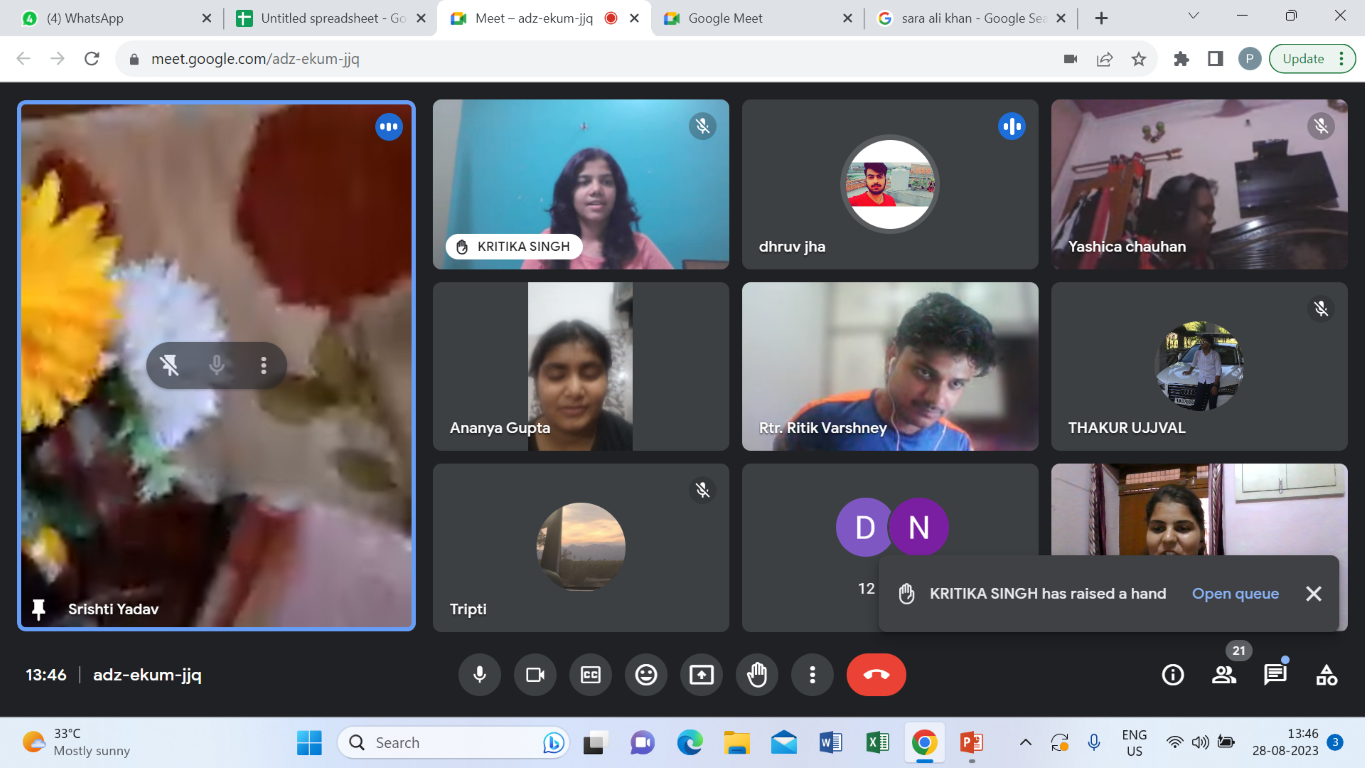 4
(4) WhatsApp
Untitled spreadsheet - Go
Meet – adz-ekum-jjq
Google Meet
sara ali khan - Google Sea
meet.google.com/adz-ekum-jjq
P
Update
KRITIKA SINGH
dhruv jha
Yashica chauhan
Ananya Gupta
Rtr. Ritik Varshney
THAKUR UJJVAL
Srishti Yadav
Tripti
D N
12
KRITIKA SINGH has raised a hand
Open queue
13:46
adz-ekum-jjq
CC
21
33°C
Mostly sunny
Search
ENG
US
13:46
28-08-2023
3